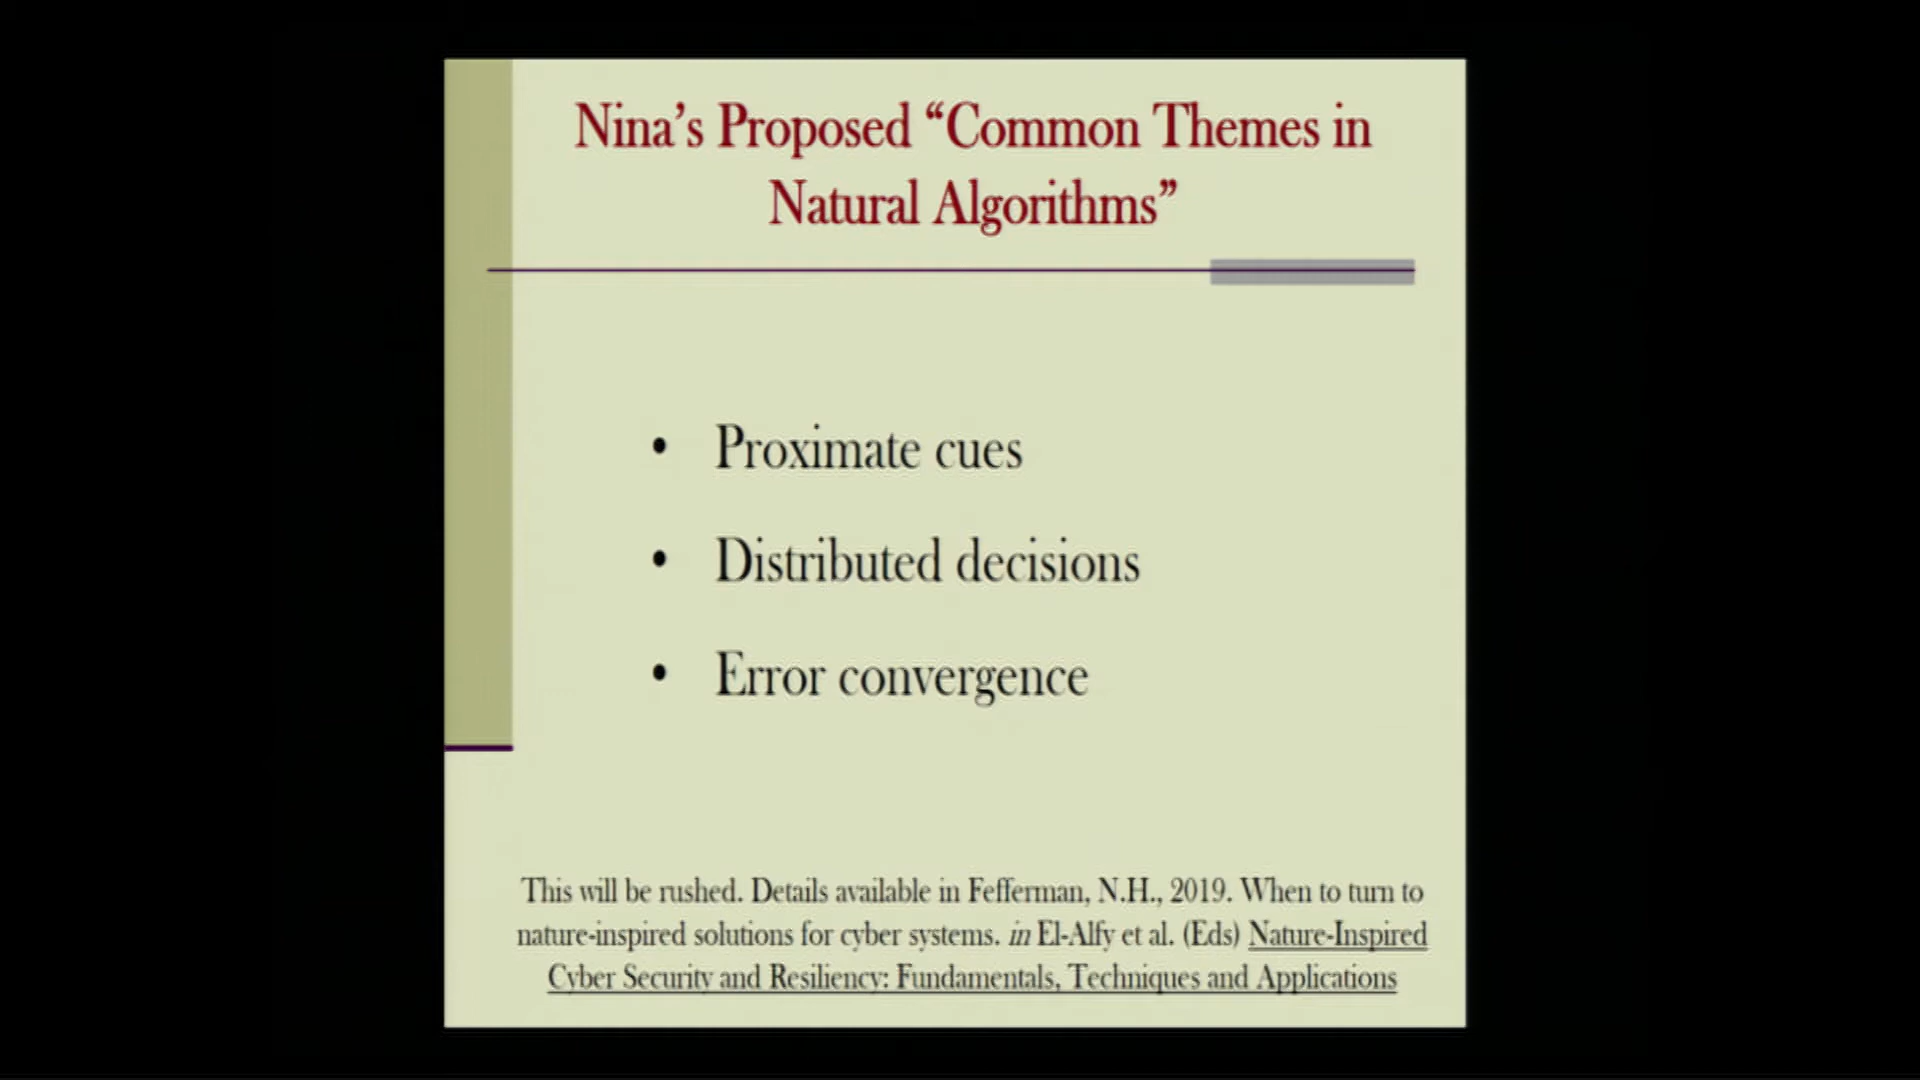 Nina’s Proposed “Common Themes in
Natural Algorithms”
• Proximate cues
• Distributed decisions
• Error convergence
This will be rushed. Details available in Fefferman, N.H., 2019. When to turn to
nature-inspired solutions for cyber systems. in El-Alfy et al. (Eds) Nature-Inspired
Cyber Security and Resiliency: Fundamentals, Techniques and Applications